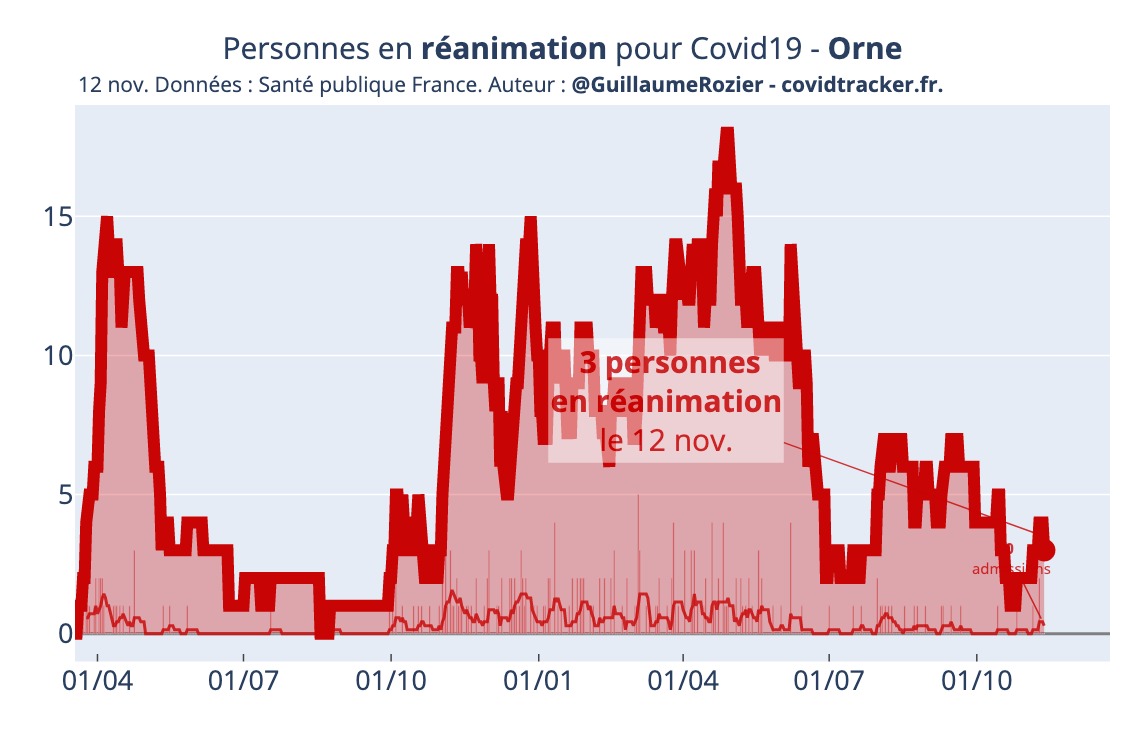 Personnes en réanimation pour Covid19 - Orne
12 nov. Données : Santé publique France. Auteur : @GuillaumeRozier - covidtracker.fr.
15
10
5
0
3 personnes
en réanimation
le 12 nov.
0
admissions
01/04
01/07
01/10
01/01
01/04
01/07
01/10